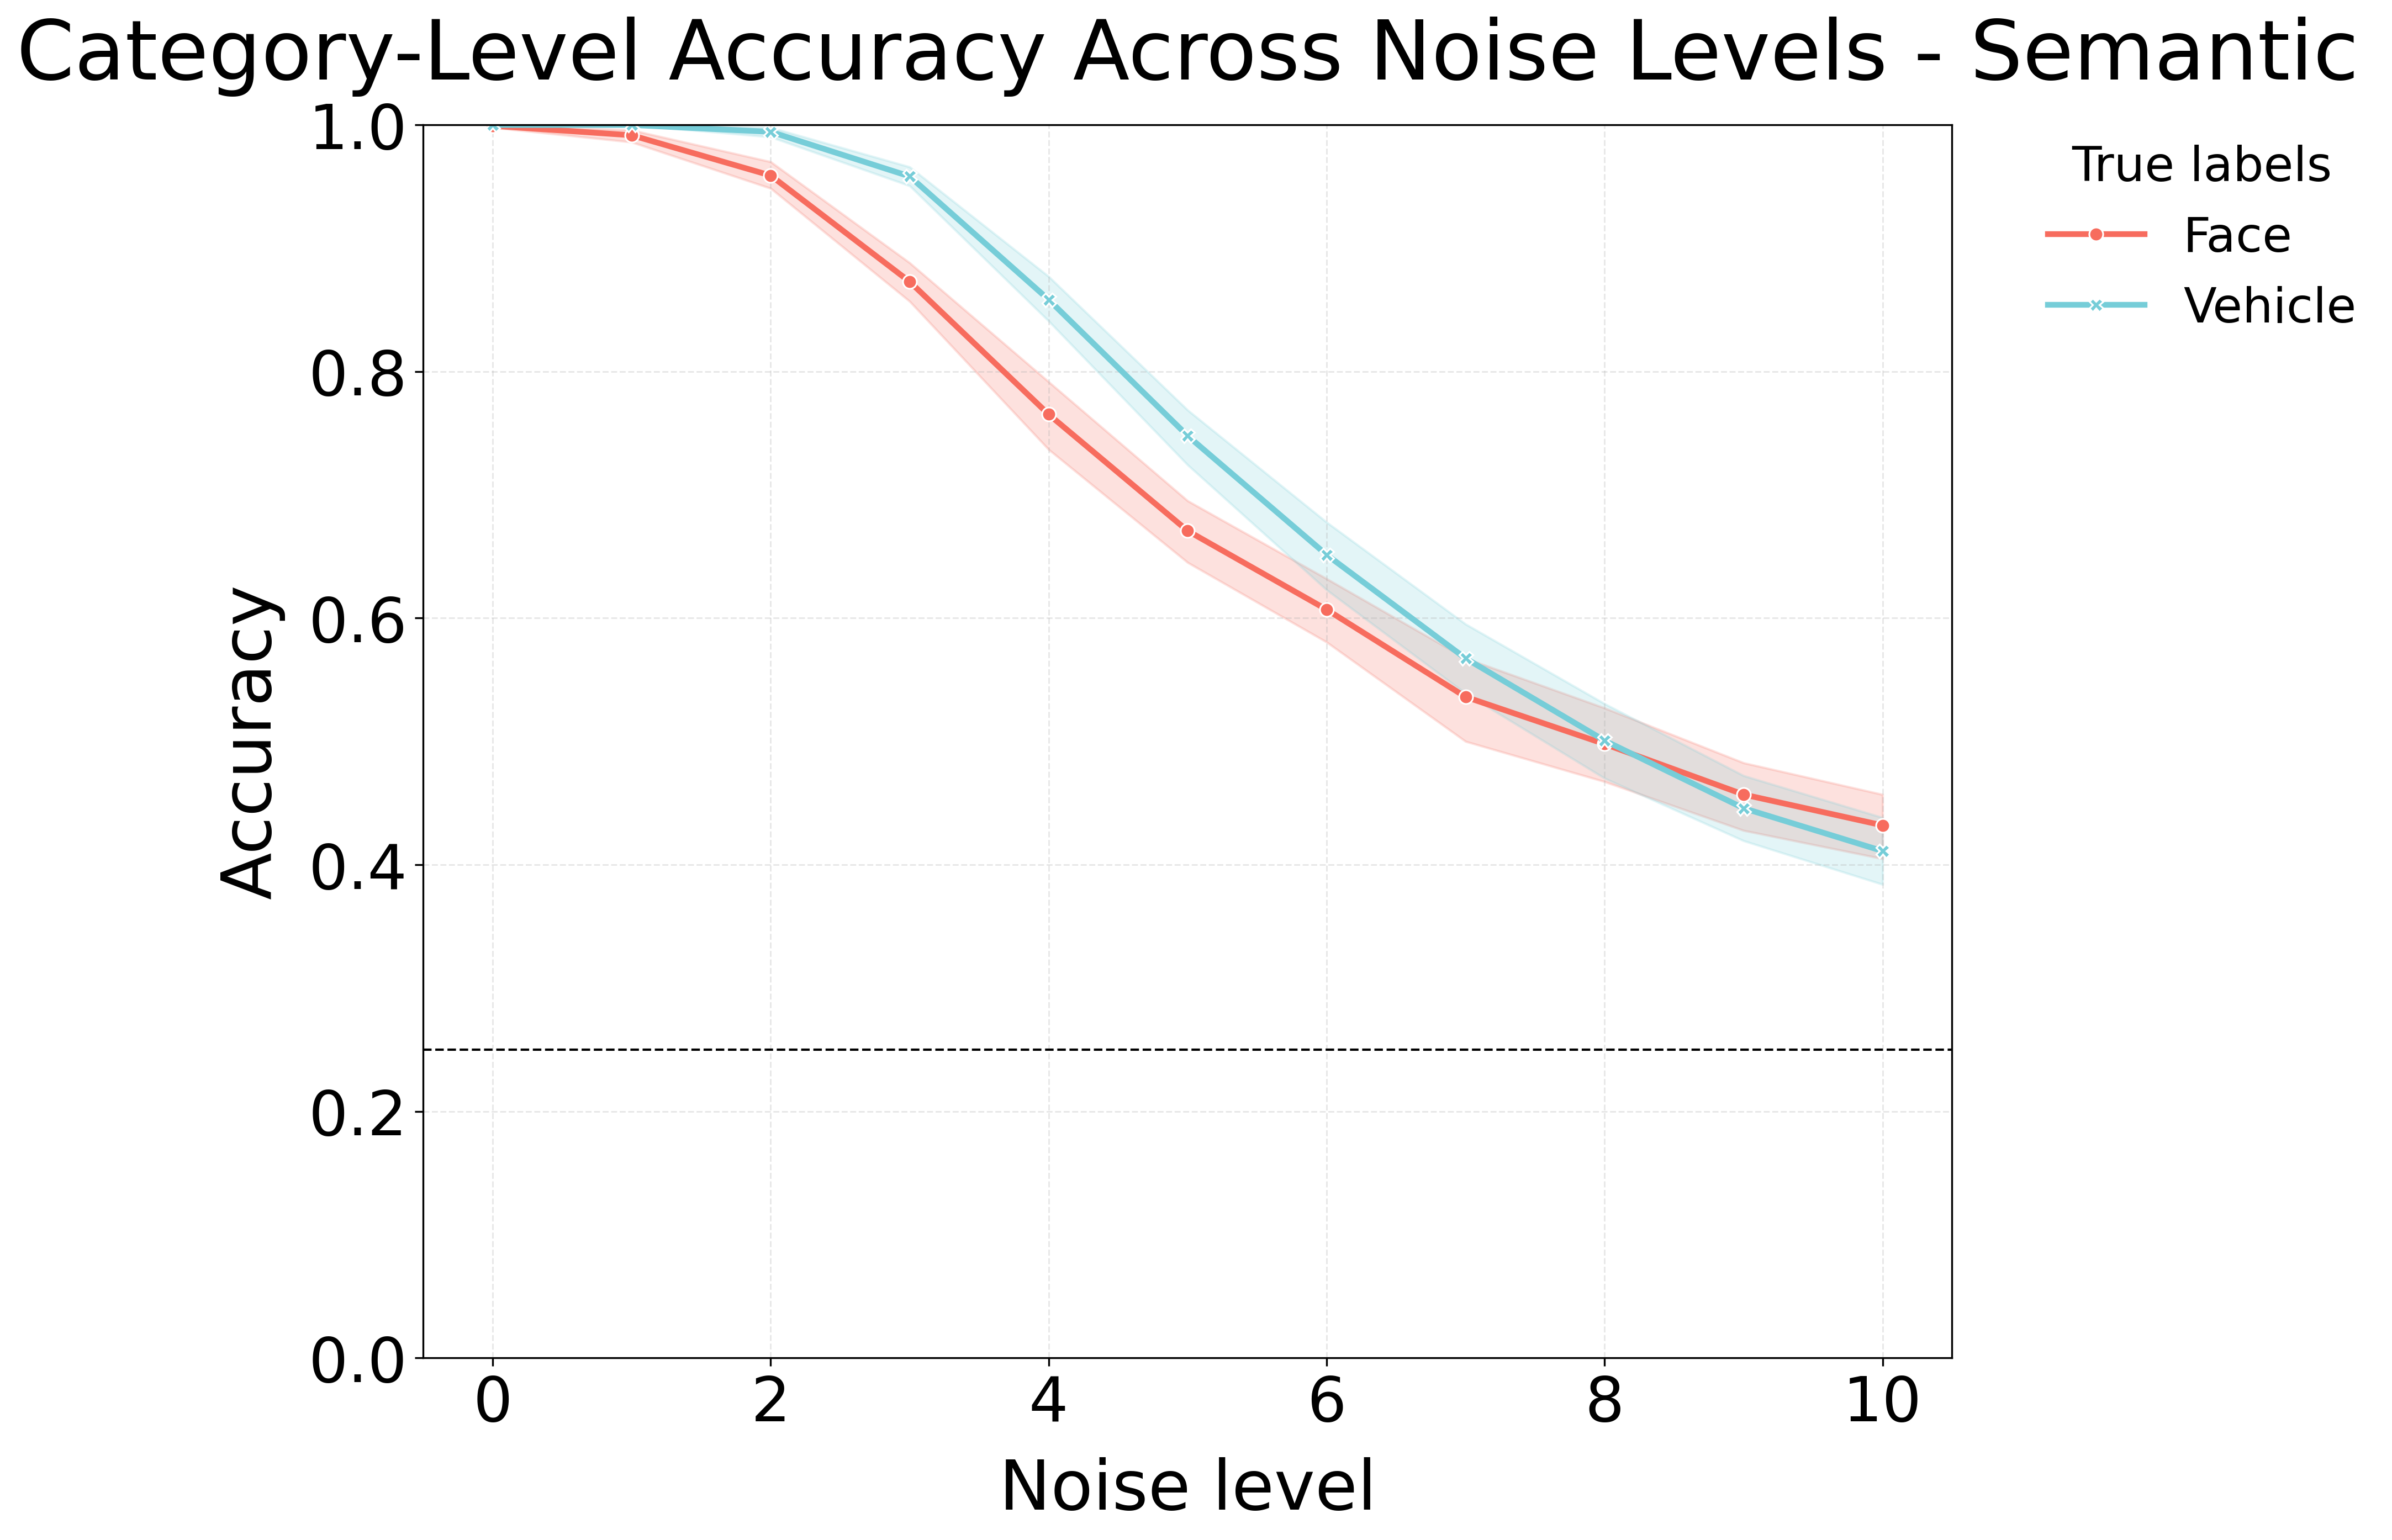 Category-Level Accuracy Across Noise Levels - Semantic
True labels
Face
Vehicle
Accuracy
1.0
0.8
0.6
0.4
0.2
0.0
0
2
4
6
8
10
Noise level